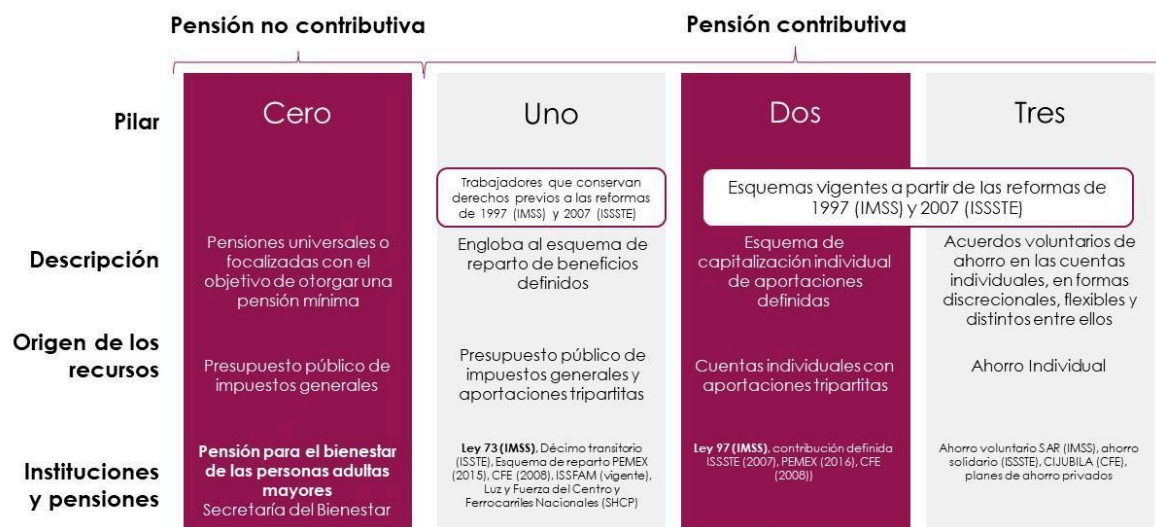 Pensión no contributiva
Pensión contributiva
Pilar
Cero
Uno
Dos
Tres
Trabajadores que conservan
derechos previos a las reformas
de 1997 (IMSS) y 2007 (ISSSTE)
Esquemas vigentes a partir de las reformas de
1997 (IMSS) y 2007 (ISSSTE)
Descripción
Pensiones universales o
focalizadas con el
objetivo de otorgar una
pensión mínima
Engloba al esquema de
reparto de beneficios
definidos
Esquema de
capitalización individual
de aportaciones
definidas
Acuerdos voluntarios de
ahorro en las cuentas
individuales, en formas
discrecionales, flexibles y
distintos entre ellos
Origen de los
recursos
Presupuesto público de
impuestos generales
Presupuesto público de
impuestos generales y
aportaciones tripartitas
Cuentas individuales con
aportaciones tripartitas
Ahorro Individual
Instituciones
y pensiones
Pensión para el bienestar
de las personas adultas
mayores
Secretaría del Bienestar
Ley 73 (IMSS), Décimo transitorio
(ISSTE), Esquema de reparto PEMEX
(2015), CFE (2008), ISSFAM (vigente),
Luz y Fuerza del Centro y
Ferrocarriles Nacionales (SHCP)
Ley 97 (IMSS), contribución definida
ISSSTE (2007), PEMEX (2016), CFE
(2008))
Ahorro voluntario SAR (IMSS), ahorro
solidario (ISSSTE), CIJUBILA (CFE),
planes de ahorro privados